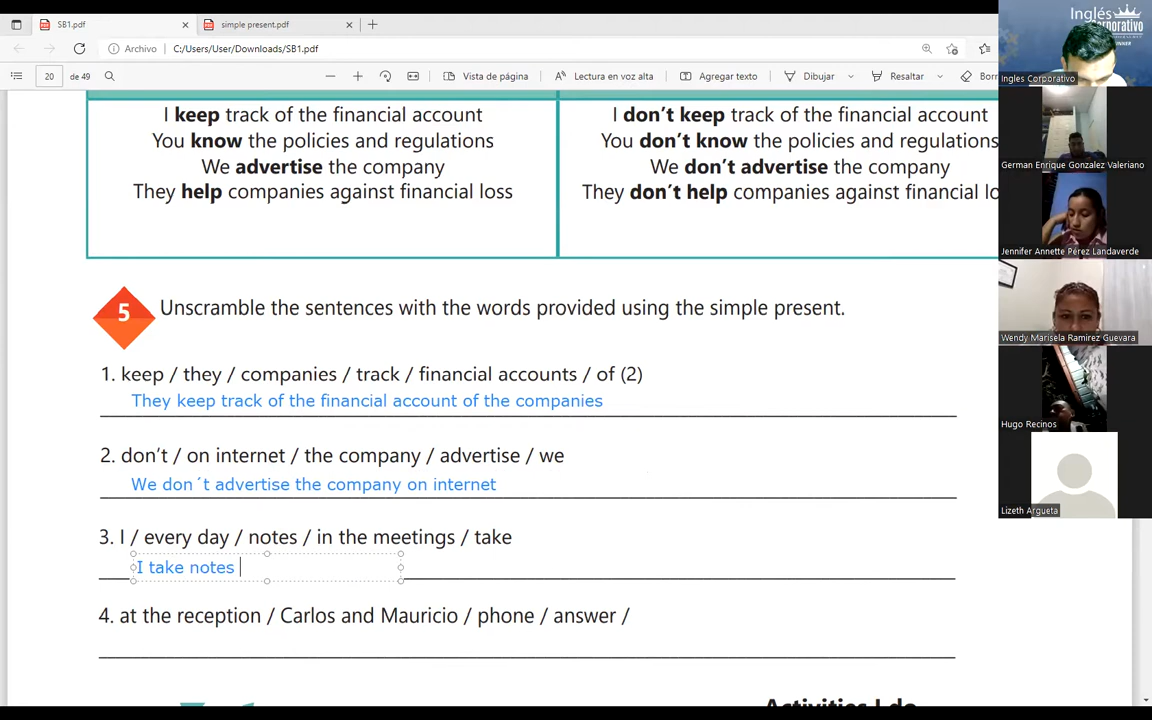 SB1.pdf
simple present.pdf
Archivo
C:/Users/User/Downloads/SB1.pdf
20
de 49
Vista de página
Lectura en voz alta
Agregar texto
Dibujar
Resaltar
Inglés
Corporativo
Ingles Corporativo
I keep track of the financial account
You know the policies and regulations
We advertise the company
They help companies against financial loss
I don't keep track of the financial account
You don't know the policies and regulations
We don't advertise the company
They don't help companies against financial lo
German Enrique Gonzalez Valeriano
Jennifer Annette Pérez Landaverde
Wendy Marisela Ramirez Guevara
Hugo Recinos
Lizeth Argueta
5
Unscramble the sentences with the words provided using the simple present.
1. keep / they / companies / track / financial accounts / of (2)
They keep track of the financial account of the companies
2. don't / on internet / the company / advertise / we
We don´t advertise the company on internet
3. I / every day / notes / in the meetings / take
I take notes
4. at the reception / Carlos and Mauricio / phone / answer /